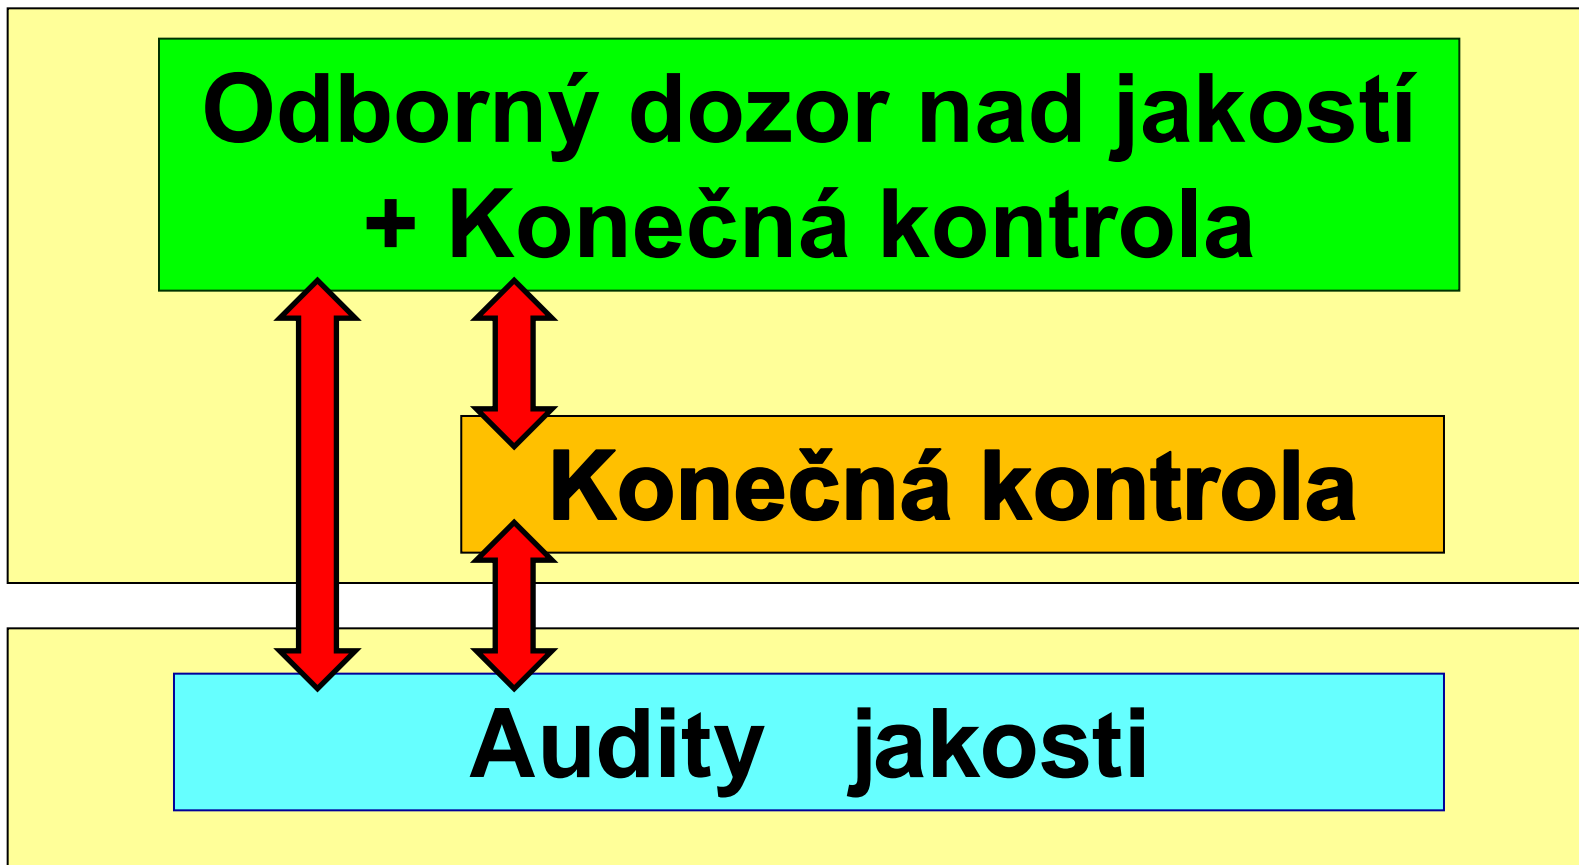 Odborný dozor nad jakostí
+ Konečná kontrola
Konečná kontrola
Audity jakosti